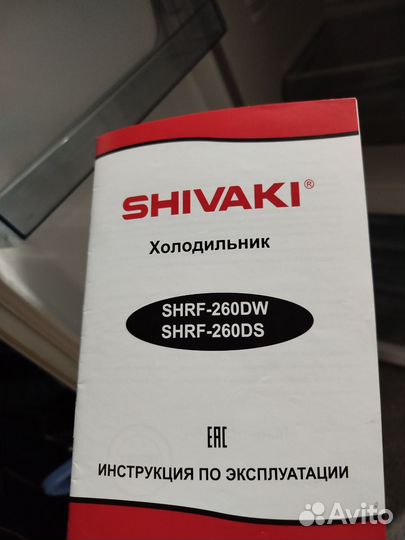 SHIVAKI®
Холодильник
SHRF-260DW
SHRF-260DS
EAC
ИНСТРУКЦИЯ ПО ЭКСПЛУАТАЦИИ
Avito